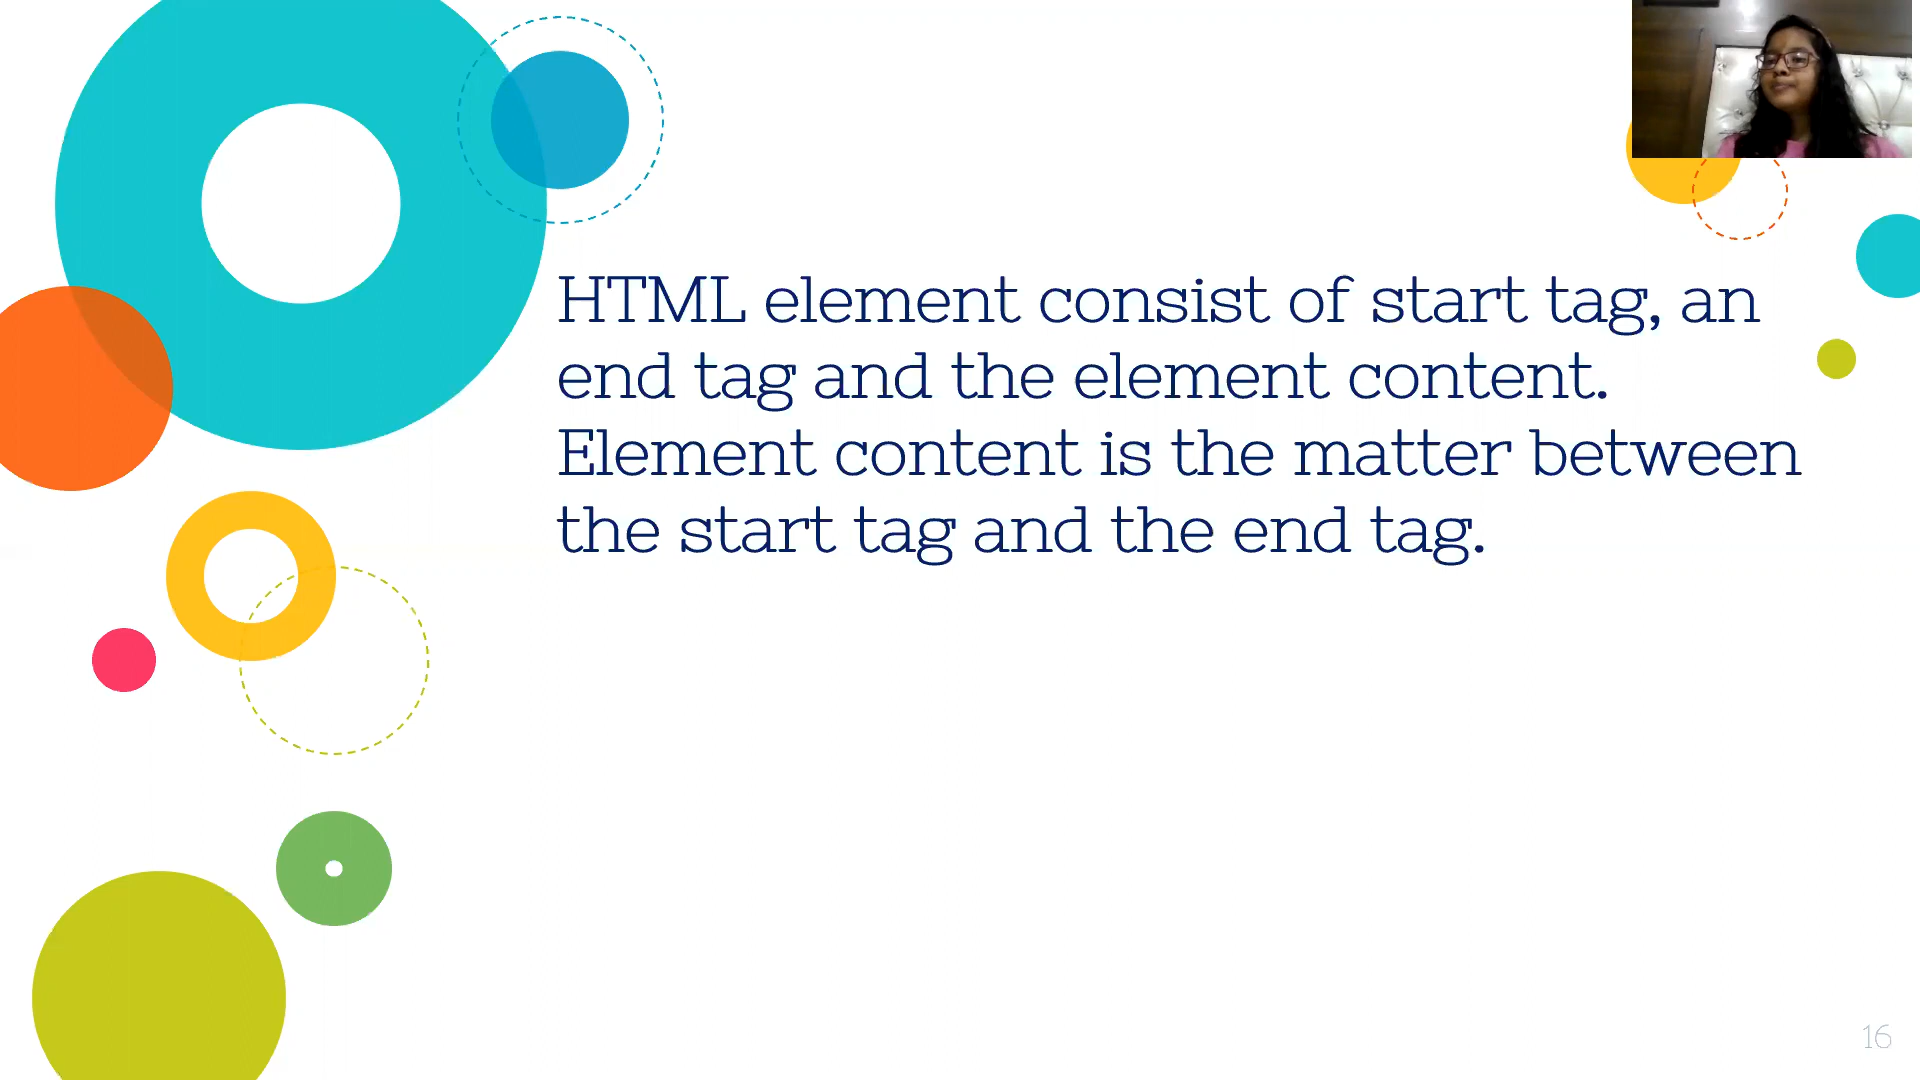 HTML element consist of start tag, an
end tag and the element content.
Element content is the matter between
the start tag and the end tag.
16